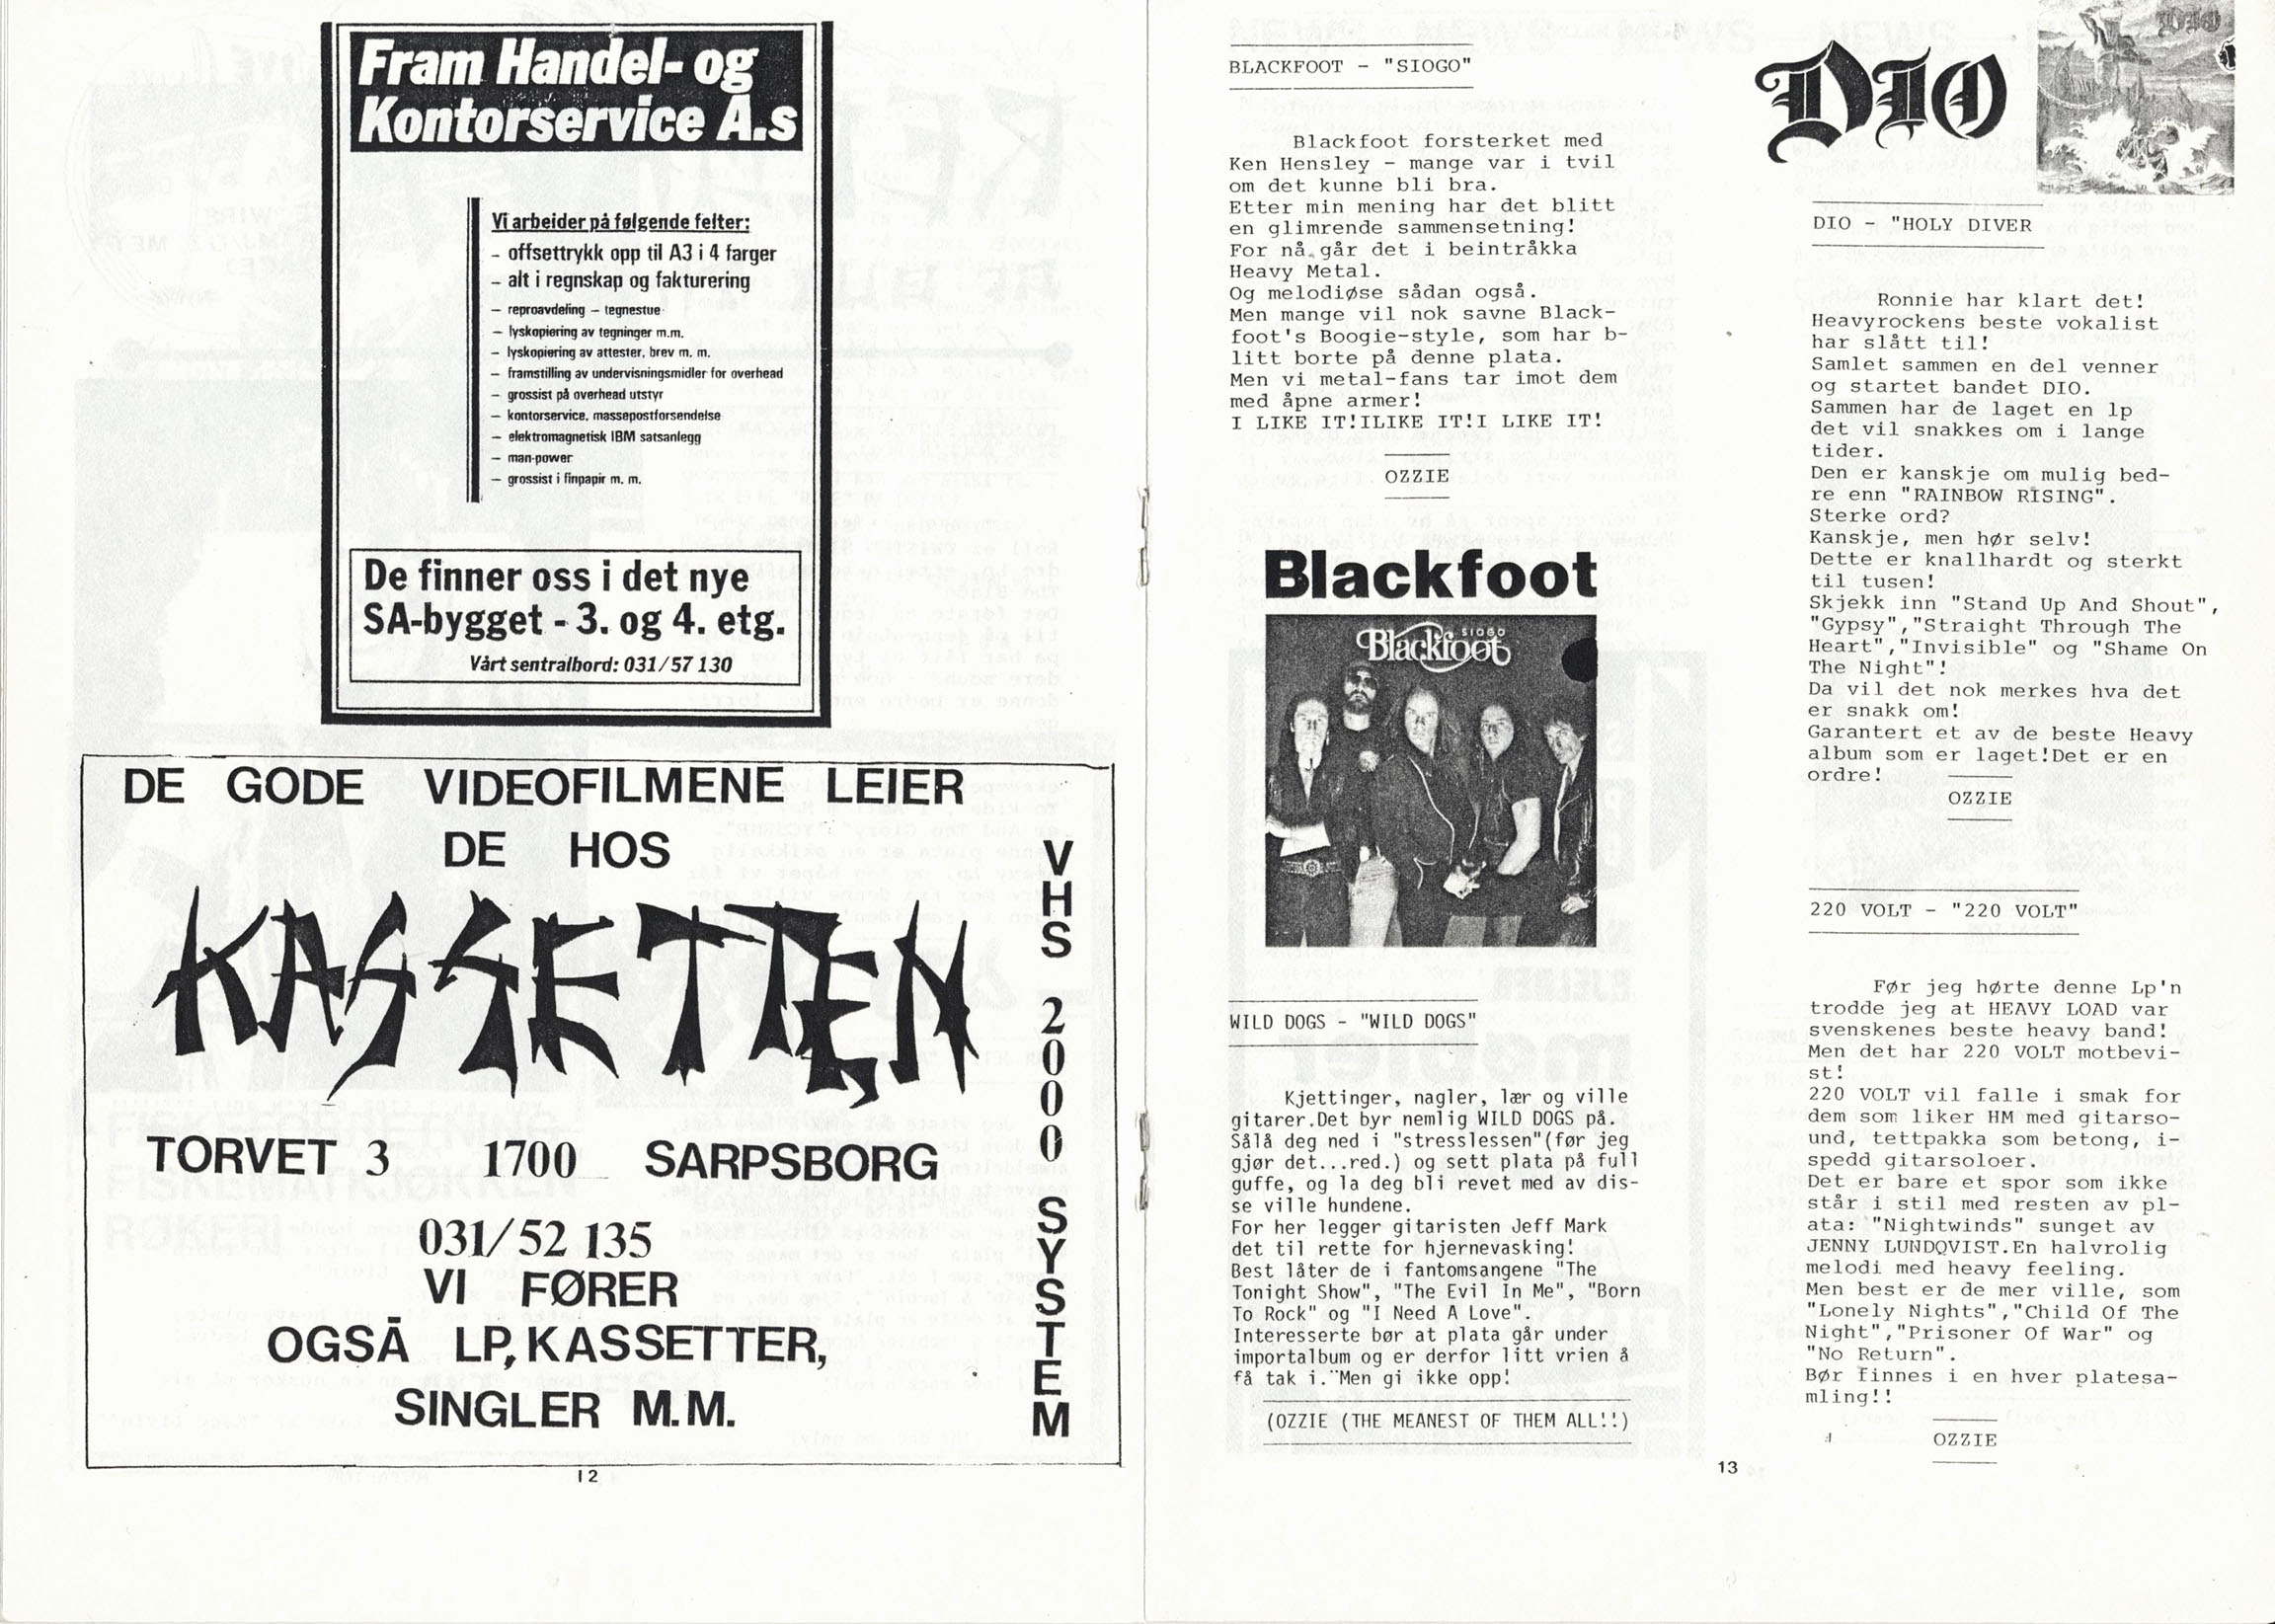 Fram Handel- og
Kontorservice A.s
Vi arbeider på følgende felter:
- offsettrykk opp til A3 i 4 farger
- alt i regnskap og fakturering
– reproavdeling – tegnestue
– lyskopiering av tegninger m.m.
– lyskopiering av attester, brev m. m.
– framstilling av undervisningsmidler for overhead
– grossist på overhead utstyr
– kontorservice, massepostforsendelse
– elektromagnetisk IBM satsanlegg
– man-power
– grossist i finpapir m. m.
De finner oss i det nye
SA-bygget - 3. og 4. etg.
Vårt sentralbord: 031/57 130
DE GODE VIDEOFILMENE LEIER
DE HOS
KASSETTEN
TORVET 3 1700 SARPSBORG
031/52 135
VI FØRER
OGSÅ LP, KASSETTER,
SINGLER M.M.
VHS 2000 SYSTEM
12
BLACKFOOT - "SIOGO"
Blackfoot forsterket med
Ken Hensley - mange var i tvil
om det kunne bli bra.
Etter min mening har det blitt
en glimrende sammensetning!
For nå går det i beintråkka
Heavy Metal.
Og melodiøse sådan også.
Men mange vil nok savne Black-
foot's Boogie-style, som har b-
litt borte på denne plata.
Men vi metal-fans tar imot dem
med åpne armer!
I LIKE IT!ILIKE IT!I LIKE IT!
OZZIE
Blackfoot
SIOGO
Blackfoot
WILD DOGS - "WILD DOGS"
Kjettinger, nagler, lær og ville
gitarer.Det byr nemlig WILD DOGS på.
Sålå deg ned i "stresslessen"(før jeg
gjør det...red.) og sett plata på full
guffe, og la deg bli revet med av dis-
se ville hundene.
For her legger gitaristen Jeff Mark
det til rette for hjernevasking!
Best låter de i fantomsangene "The
Tonight Show", "The Evil In Me", "Born
To Rock" og "I Need A Love".
Interesserte bør at plata går under
importalbum og er derfor litt vrien å
få tak i.¨Men gi ikke opp!
(OZZIE (THE MEANEST OF THEM ALL!!)
DIO
DIO
DIO - "HOLY DIVER
Ronnie har klart det!
Heavyrockens beste vokalist
har slått til!
Samlet sammen en del venner
og startet bandet DIO.
Sammen har de laget en lp
det vil snakkes om i lange
tider.
Den er kanskje om mulig bed-
re enn "RAINBOW RISING".
Sterke ord?
Kanskje, men hør selv!
Dette er knallhardt og sterkt
til tusen!
Skjekk inn "Stand Up And Shout",
"Gypsy","Straight Through The
Heart","Invisible" og "Shame On
The Night"!
Da vil det nok merkes hva det
er snakk om!
Garantert et av de beste Heavy
album som er laget!Det er en
ordre!
OZZIE
220 VOLT - "220 VOLT"
Før jeg hørte denne Lp'n
trodde jeg at HEAVY LOAD var
svenskenes beste heavy band!
Men det har 220 VOLT motbevi-
st!
220 VOLT vil falle i smak for
dem som liker HM med gitarso-
und, tettpakka som betong, i-
spedd gitarsoloer.
Det er bare et spor som ikke
står i stil med resten av pl-
ata: "Nightwinds" sunget av
JENNY LUNDQVIST.En halvrolig
melodi med heavy feeling.
Men best er de mer ville, som
"Lonely Nights","Child Of The
Night","Prisoner Of War" og
"No Return".
Bør finnes i en hver platesa-
mling!!
OZZIE
13